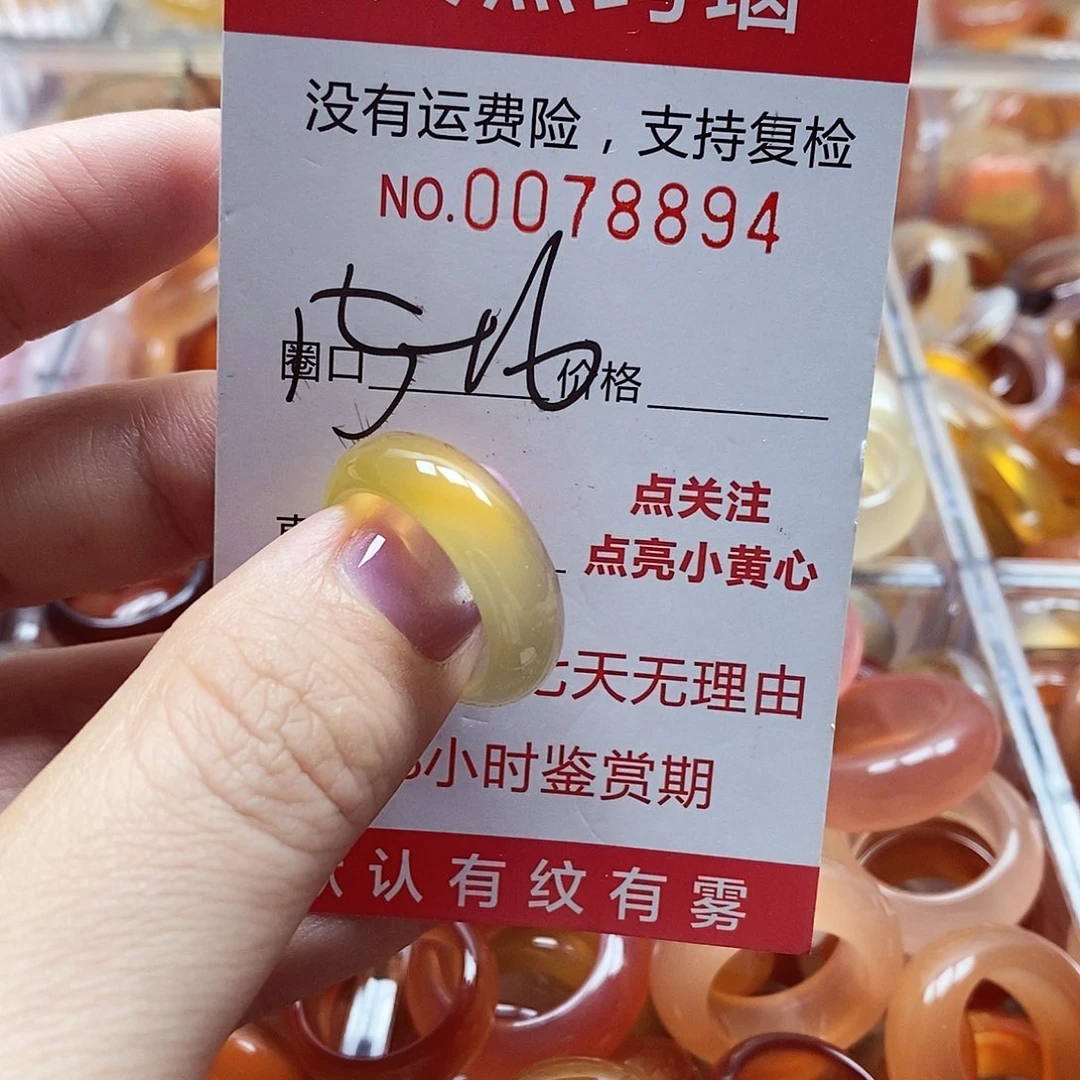 没有运费险，支持复检
NO.0078894
圈口 价格
点关注
点亮小黄心
七天无理由
小时鉴赏期
认有纹有雾